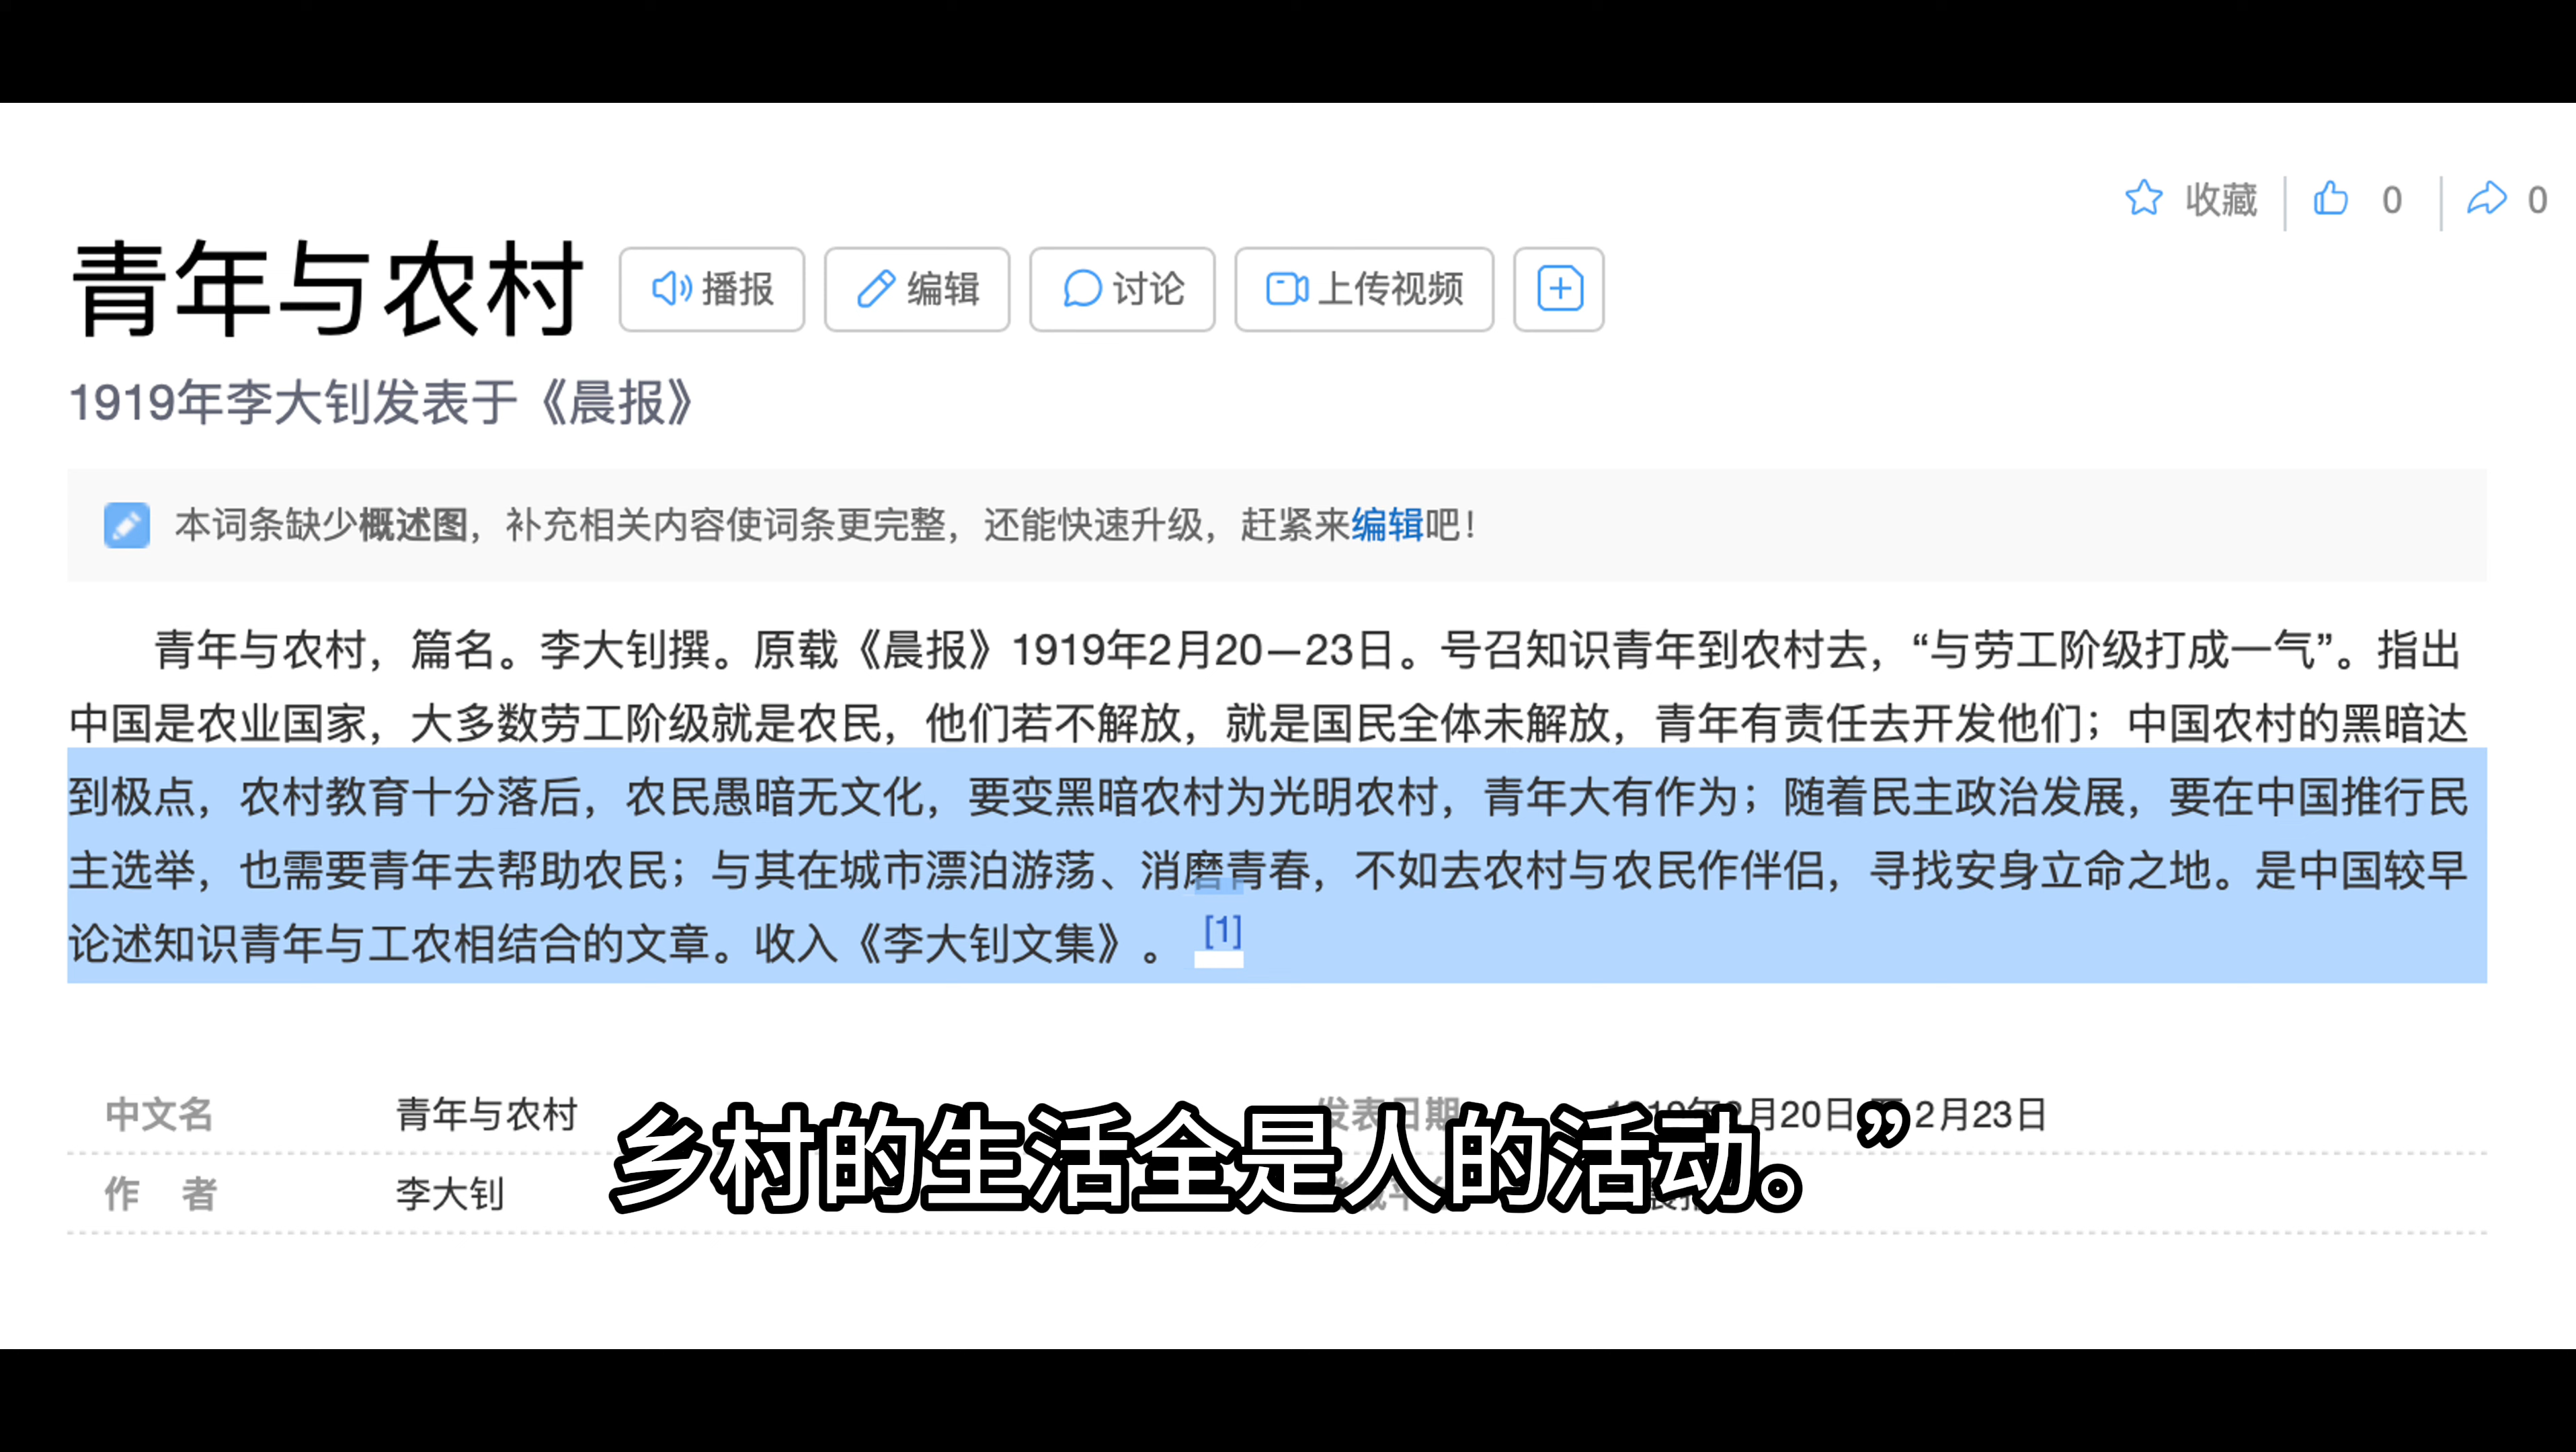 收藏 0 0
青年与农村 播报 编辑 讨论 上传视频
1919年李大钊发表于《晨报》
本词条缺少概述图，补充相关内容使词条更完整，还能快速升级，赶紧来编辑吧！
青年与农村，篇名。李大钊撰。原载《晨报》1919年2月20—23日。号召知识青年到农村去，“与劳工阶级打成一气”。指出
中国是农业国家，大多数劳工阶级就是农民，他们若不解放，就是国民全体未解放，青年有责任去开发他们；中国农村的黑暗达
到极点，农村教育十分落后，农民愚暗无文化，要变黑暗农村为光明农村，青年大有作为；随着民主政治发展，要在中国推行民
主选举，也需要青年去帮助农民；与其在城市漂泊游荡、消磨青春，不如去农村与农民作伴侣，寻找安身立命之地。是中国较早
论述知识青年与工农相结合的文章。收入《李大钊文集》。 [1]
中文名 青年与农村 发表日期 1919年2月20日至2月23日
乡村的生活全是人的活动。”
作 者 李大钊